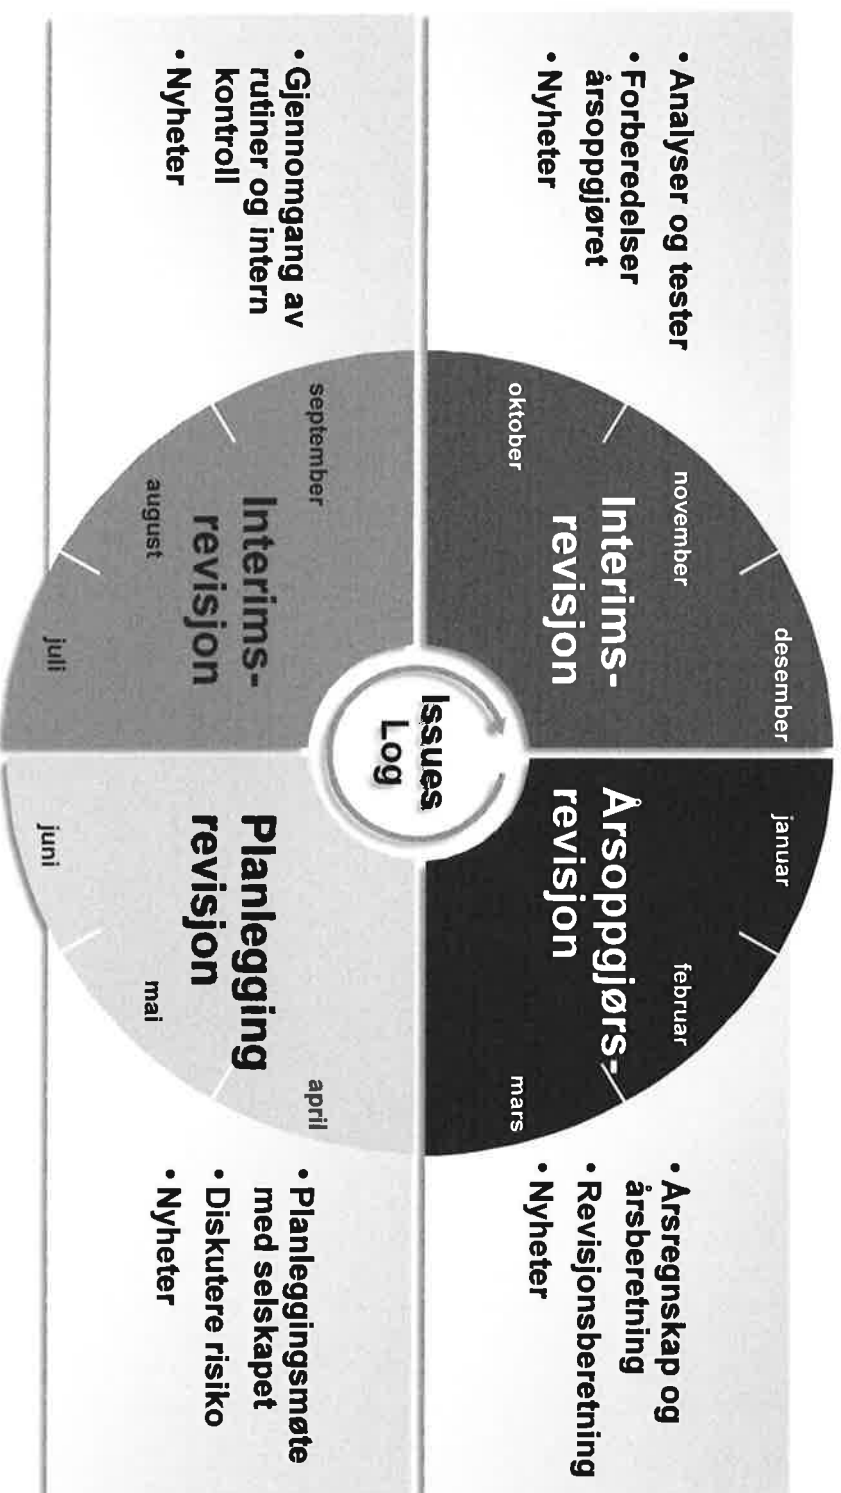 • Analyser og tester
• Forberedelser
årsoppgjøret
• Nyheter
oktober
november
desember
Interims-
revisjon
januar
februar
mars
Årsoppgjørs-
revisjon
• Årsregnskap og
årsberetning
• Revisjonsberetning
• Nyheter
Issues
Log
• Gjennomgang av
rutiner og intern
kontroll
• Nyheter
september
august
juli
Interims-
revisjon
april
mai
juni
Planlegging
revisjon
• Planleggingsmøte
med selskapet
• Diskutere risiko
• Nyheter